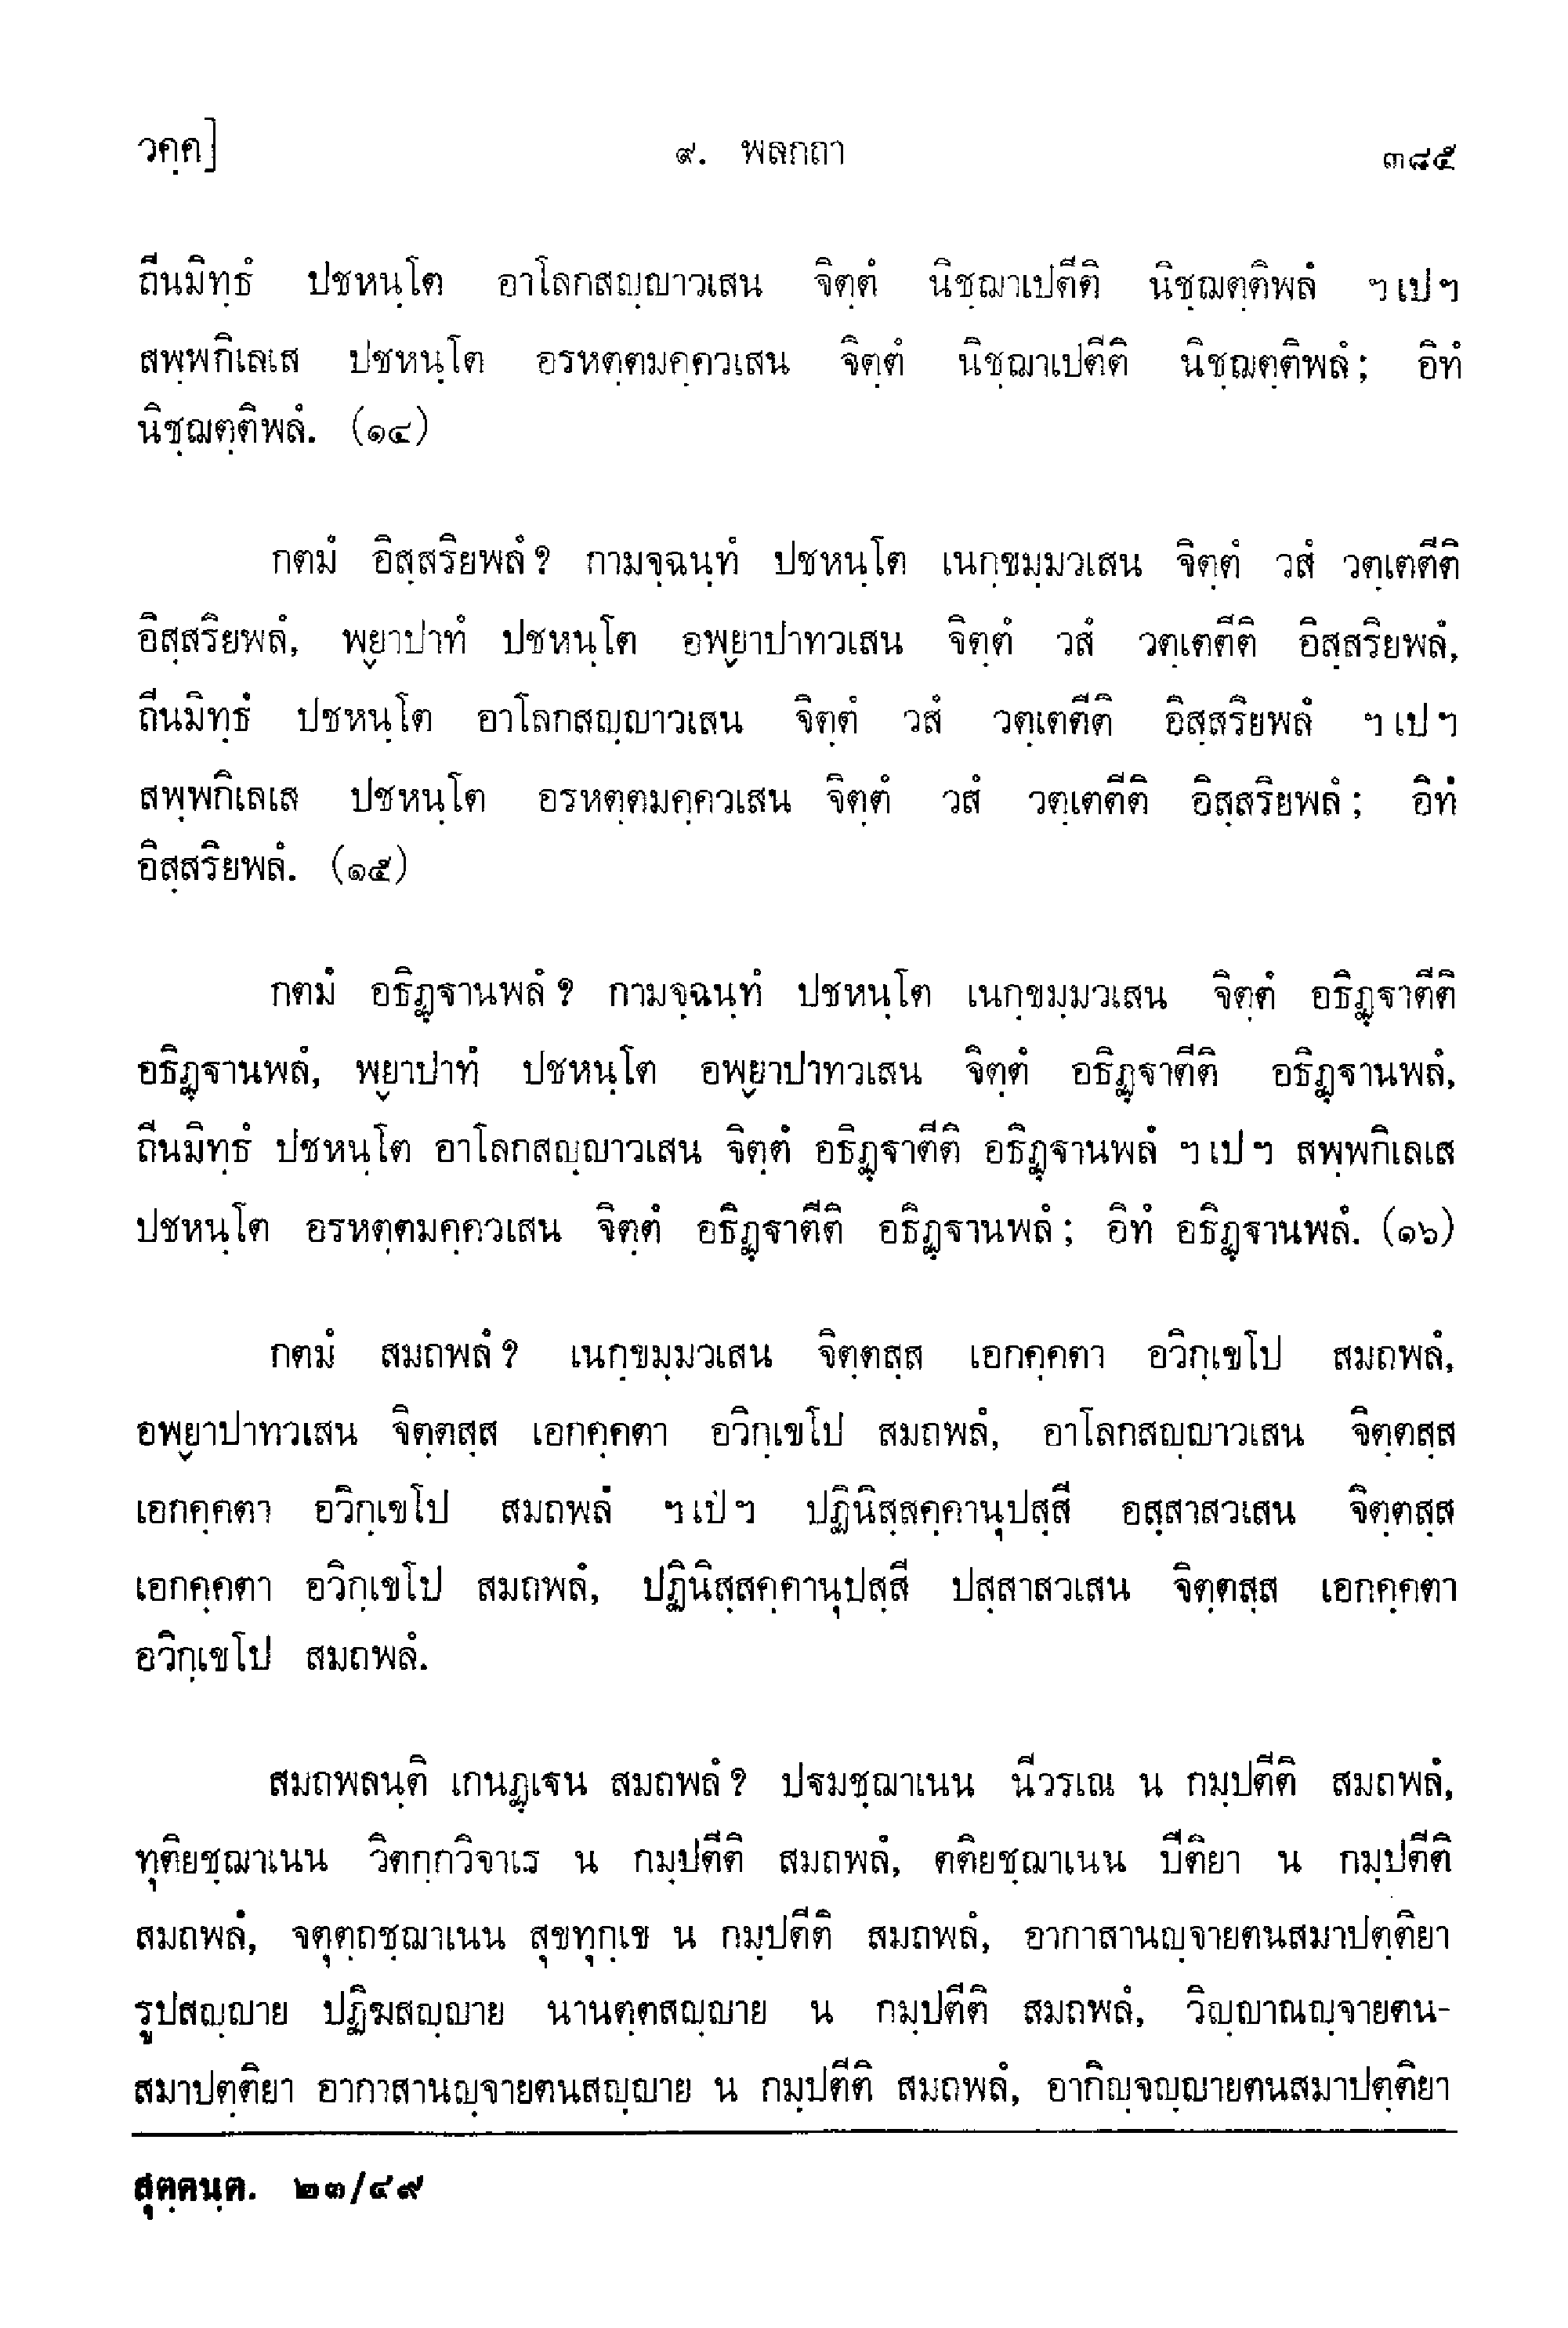 วคฺค] ๙. พลกถา ๓๘๕
ถีนมิทฺธํ ปชหนฺโต อาโลกสญฺญาวเสน จิตฺตํ นิชฺฌาเปตีติ นิชฺฌตฺติพลํ ฯเปฯ
สพฺพกิเลเส ปชหนฺโต อรหตฺตมคฺควเสน จิตฺตํ นิชฺฌาเปตีติ นิชฺฌตฺติพลํ; อิทํ
นิชฺฌตฺติพลํ. (๑๔)
กตมํ อิสฺสริยพลํ? กามจฺฉนฺทํ ปชหนฺโต เนกฺขมฺมวเสน จิตฺตํ วสํ วตฺเตตีติ
อิสฺสริยพลํ, พฺยาปาทํ ปชหนฺโต อพฺยาปาทวเสน จิตฺตํ วสํ วตฺเตตีติ อิสฺสริยพลํ,
ถีนมิทฺธํ ปชหนฺโต อาโลกสญฺญาวเสน จิตฺตํ วสํ วตฺเตตีติ อิสฺสริยพลํ ฯเปฯ
สพฺพกิเลเส ปชหนฺโต อรหตฺตมคฺควเสน จิตฺตํ วสํ วตฺเตตีติ อิสฺสริยพลํ; อิทํ
อิสฺสริยพลํ. (๑๕)
กตมํ อธิฏฺฐานพลํ? กามจฺฉนฺทํ ปชหนฺโต เนกฺขมฺมวเสน จิตฺตํ อธิฏฺฐาตีติ
อธิฏฺฐานพลํ, พฺยาปาทํ ปชหนฺโต อพฺยาปาทวเสน จิตฺตํ อธิฏฺฐาตีติ อธิฏฺฐานพลํ,
ถีนมิทฺธํ ปชหนฺโต อาโลกสญฺญาวเสน จิตฺตํ อธิฏฺฐาตีติ อธิฏฺฐานพลํ ฯเปฯ สพฺพกิเลเส
ปชหนฺโต อรหตฺตมคฺควเสน จิตฺตํ อธิฏฺฐาตีติ อธิฏฺฐานพลํ; อิทํ อธิฏฺฐานพลํ. (๑๖)
กตมํ สมถพลํ? เนกฺขมฺมวเสน จิตฺตสฺส เอกคฺคตา อวิกฺเขโป สมถพลํ,
อพฺยาปาทวเสน จิตฺตสฺส เอกคฺคตา อวิกฺเขโป สมถพลํ, อาโลกสญฺญาวเสน จิตฺตสฺส
เอกคฺคตา อวิกฺเขโป สมถพลํ ฯเปฯ ปฏินิสฺสคฺคานุปสฺสี อสฺสาสวเสน จิตฺตสฺส
เอกคฺคตา อวิกฺเขโป สมถพลํ, ปฏินิสฺสคฺคานุปสฺสี ปสฺสาสวเสน จิตฺตสฺส เอกคฺคตา
อวิกฺเขโป สมถพลํ.
สมถพลนฺติ เกนฏฺเฐน สมถพลํ? ปฐมชฺฌาเนน นีวรเณ น กมฺปตีติ สมถพลํ,
ทุติยชฺฌาเนน วิตกฺกวิจาเร น กมฺปตีติ สมถพลํ, ตติยชฺฌาเนน ปีติยา น กมฺปตีติ
สมถพลํ, จตุตฺถชฺฌาเนน สุขทุกฺเข น กมฺปตีติ สมถพลํ, อากาสานญฺจายตนสมาปตฺติยา
รูปสญฺญาย ปฏิฆสญฺญาย นานตฺตสญฺญาย น กมฺปตีติ สมถพลํ, วิญฺญาณญฺจายตน-
สมาปตฺติยา อากาสานญฺจายตนสญฺญาย น กมฺปตีติ สมถพลํ, อากิญฺจญฺญายตนสมาปตฺติยา
สุตฺตนฺต. ๒๓/๔๙